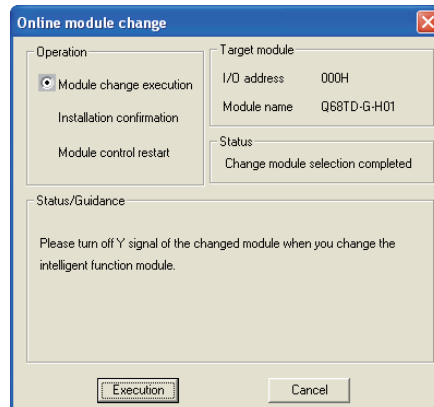 Online module change
Operation
Module change execution
Installation confirmation
Module control restart
Target module
I/O address 000H
Module name Q68TD-G-H01
Status
Change module selection completed
Status/Guidance
Please turn off Y signal of the changed module when you change the
intelligent function module.
Execution Cancel